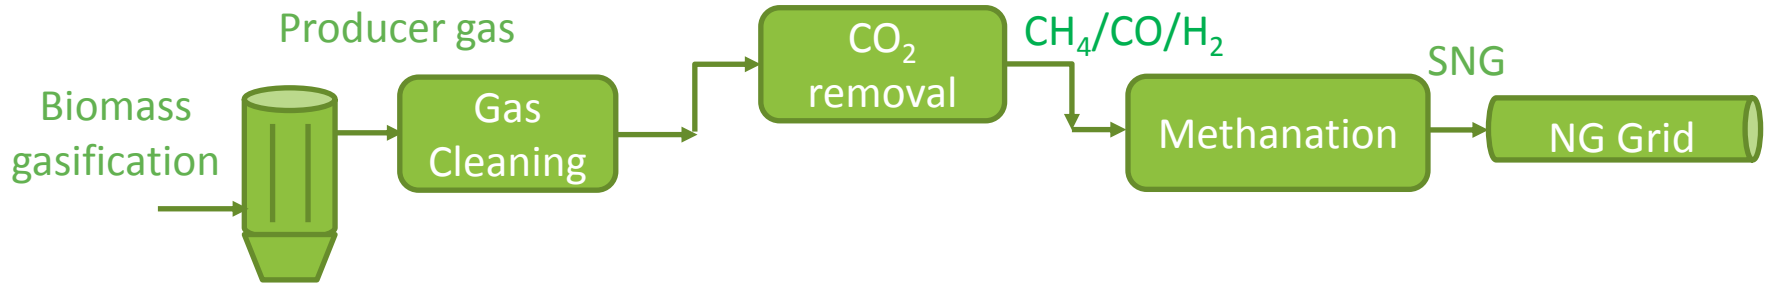 Producer gas
Biomass
gasification
Gas
Cleaning
CO₂
removal
CH₄/CO/H₂
Methanation
SNG
NG Grid